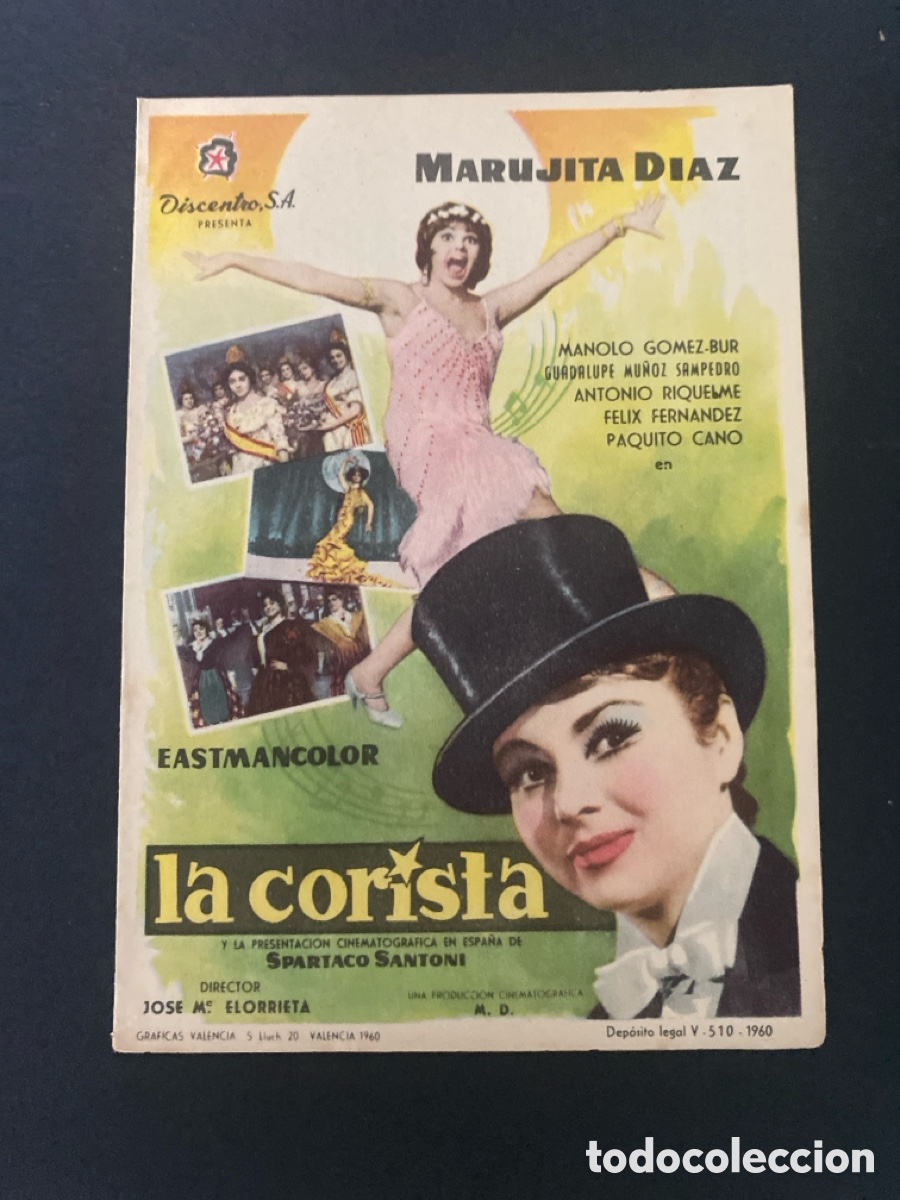 Discentro, S.A.
PRESENTA
MARUJITA DIAZ
MANOLO GOMEZ-BUR
GUADALUPE MUÑOZ SAMPEDRO
ANTONIO RIQUELME
FELIX FERNANDEZ
PAQUITO CANO
en
EASTMANCOLOR
la corista
Y LA PRESENTACION CINEMATOGRAFICA EN ESPAÑA DE
SPARTACO SANTONI
DIRECTOR
JOSE Mª ELORRIETA
UNA PRODUCCION CINEMATOGRAFICA
M. D.
GRAFICAS VALENCIA S Lluch 20 VALENCIA 1960
Depósito legal V - 510 - 1960
todocoleccion